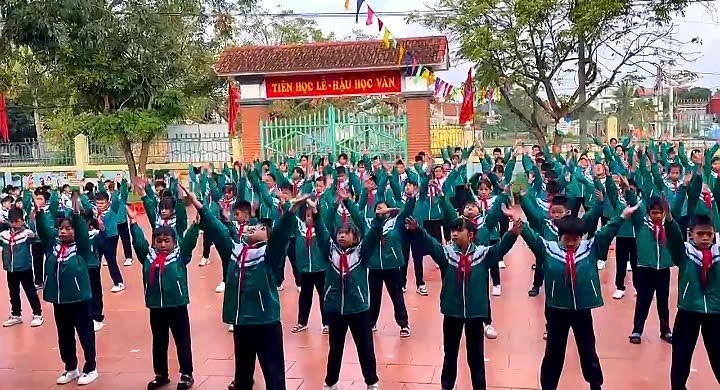 TIÊN HỌC LỄ - HẬU HỌC VĂN